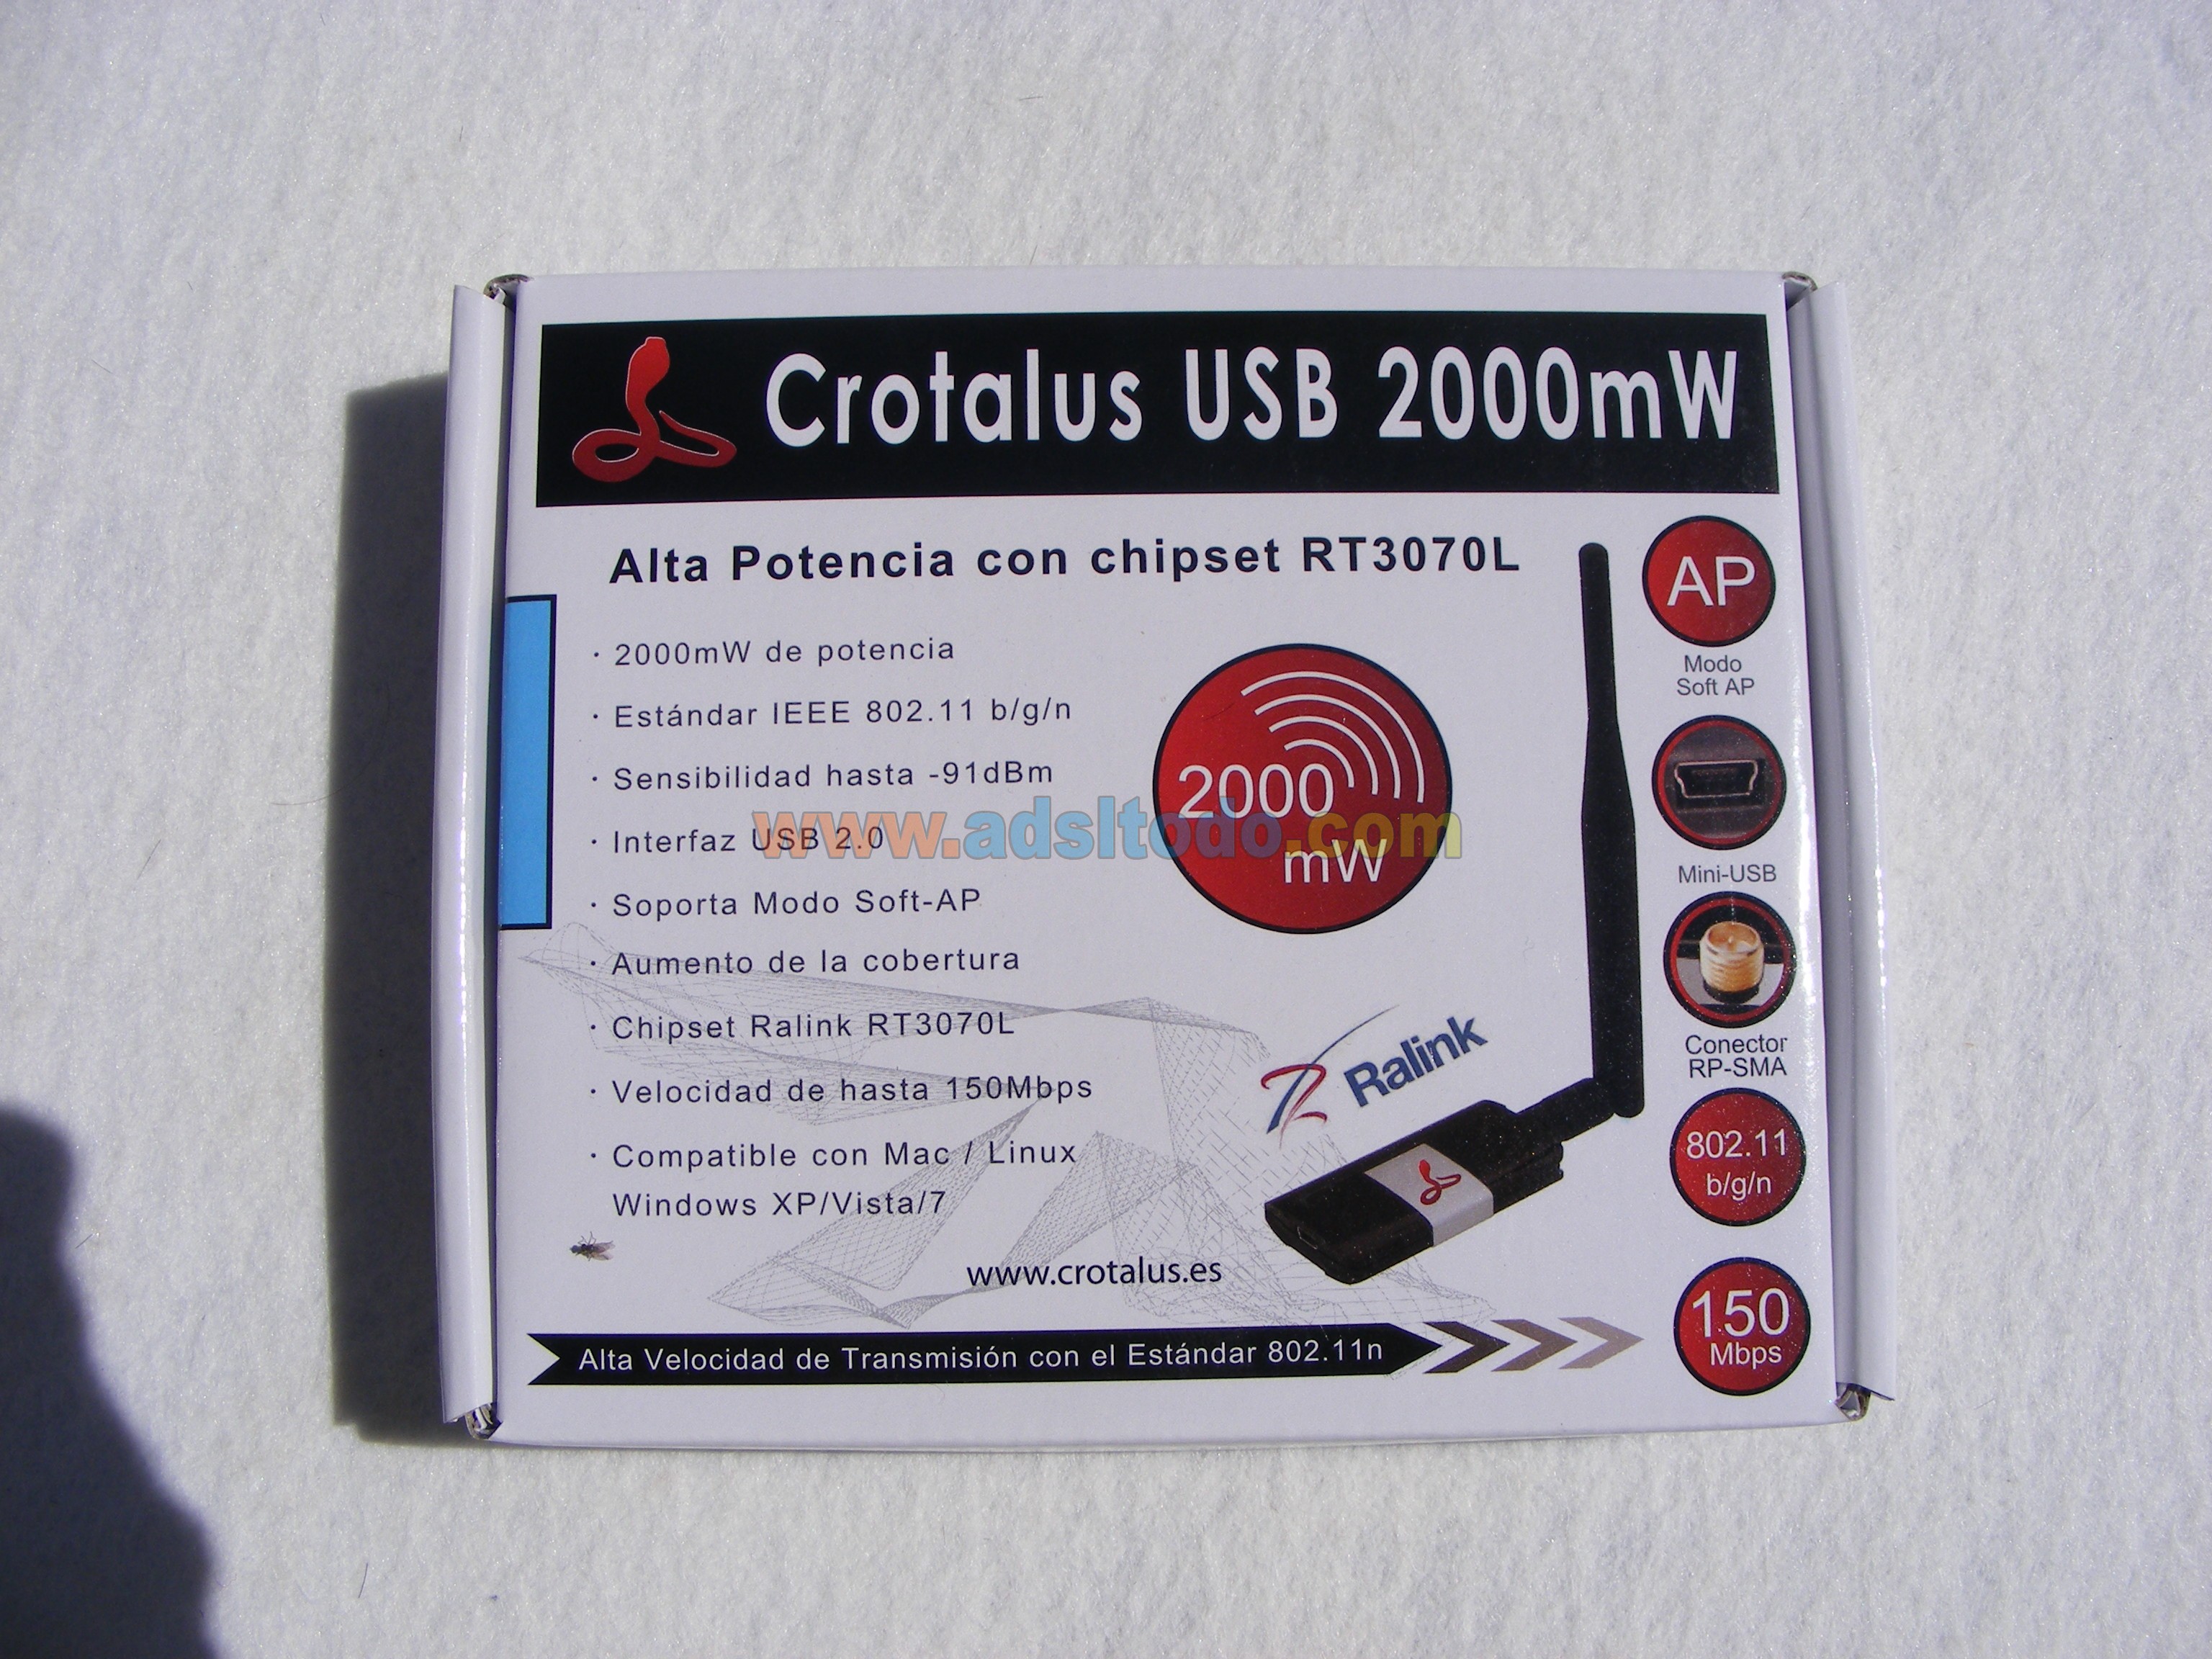 Crotalus USB 2000mW
Alta Potencia con chipset RT3070L
· 2000mW de potencia
· Estándar IEEE 802.11 b/g/n
· Sensibilidad hasta -91dBm
· Interfaz USB 2.0
· Soporta Modo Soft-AP
· Aumento de la cobertura
· Chipset Ralink RT3070L
· Velocidad de hasta 150Mbps
· Compatible con Mac / Linux
Windows XP/Vista/7
www.crotalus.es
Alta Velocidad de Transmisión con el Estándar 802.11n
2000
mW
www.adsltodo.com
Ralink
AP
Modo
Soft AP
Mini-USB
Conector
RP-SMA
802.11
b/g/n
150
Mbps